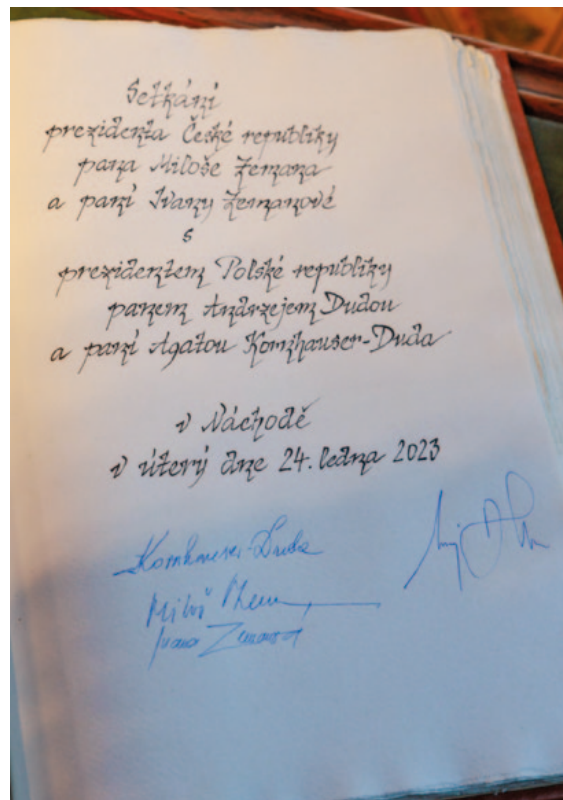 Setkání
prezidenta České republiky
pana Miloše Zemana
a paní Ivany Zemanové
s
prezidentem Polské republiky
panem Andrzejem Dudou
a paní Agatou Kornhauser-Duda
v Náchodě
v úterý dne 24. ledna 2023
Kornhauser-Duda
Miloš Zeman
Ivana Zemanová